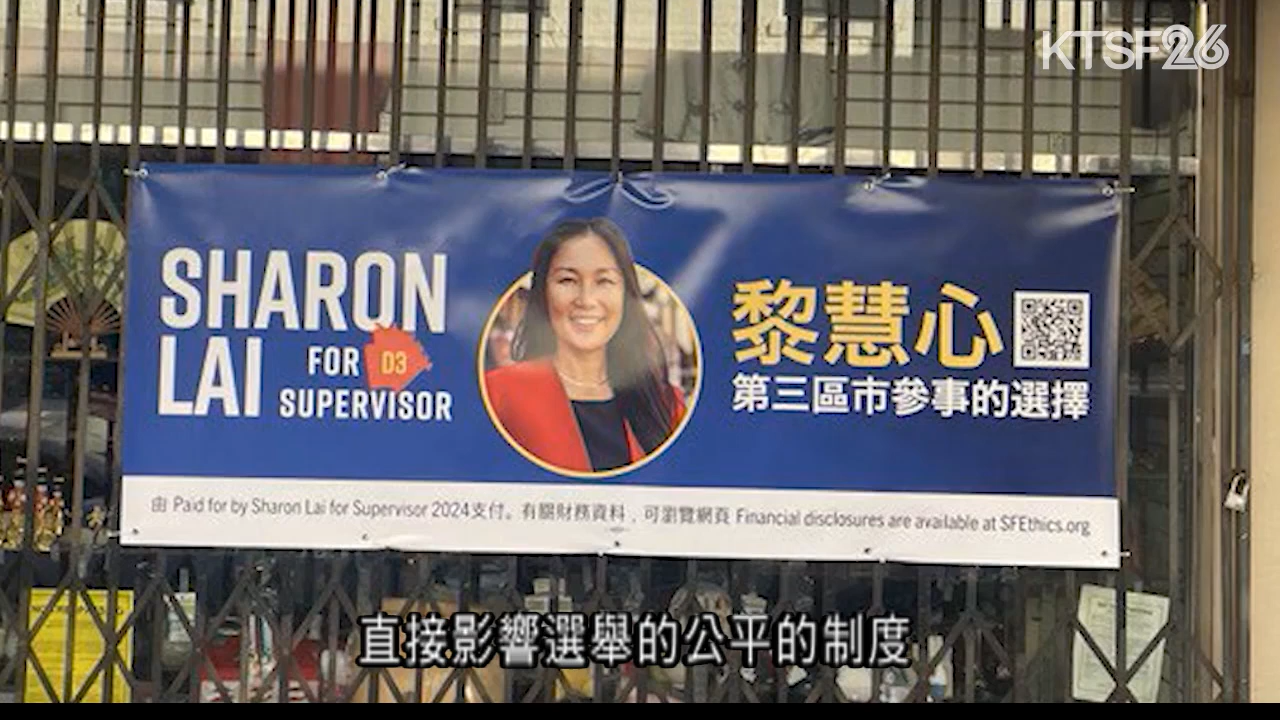 KTSF26
SHARON
LAI
FOR D3
SUPERVISOR
黎慧心
第三區市參事的選擇
由 Paid for by Sharon Lai for Supervisor 2024支付。有關財務資料，可瀏覽網頁 Financial disclosures are available at SFEthics.org
直接影響選舉的公平的制度